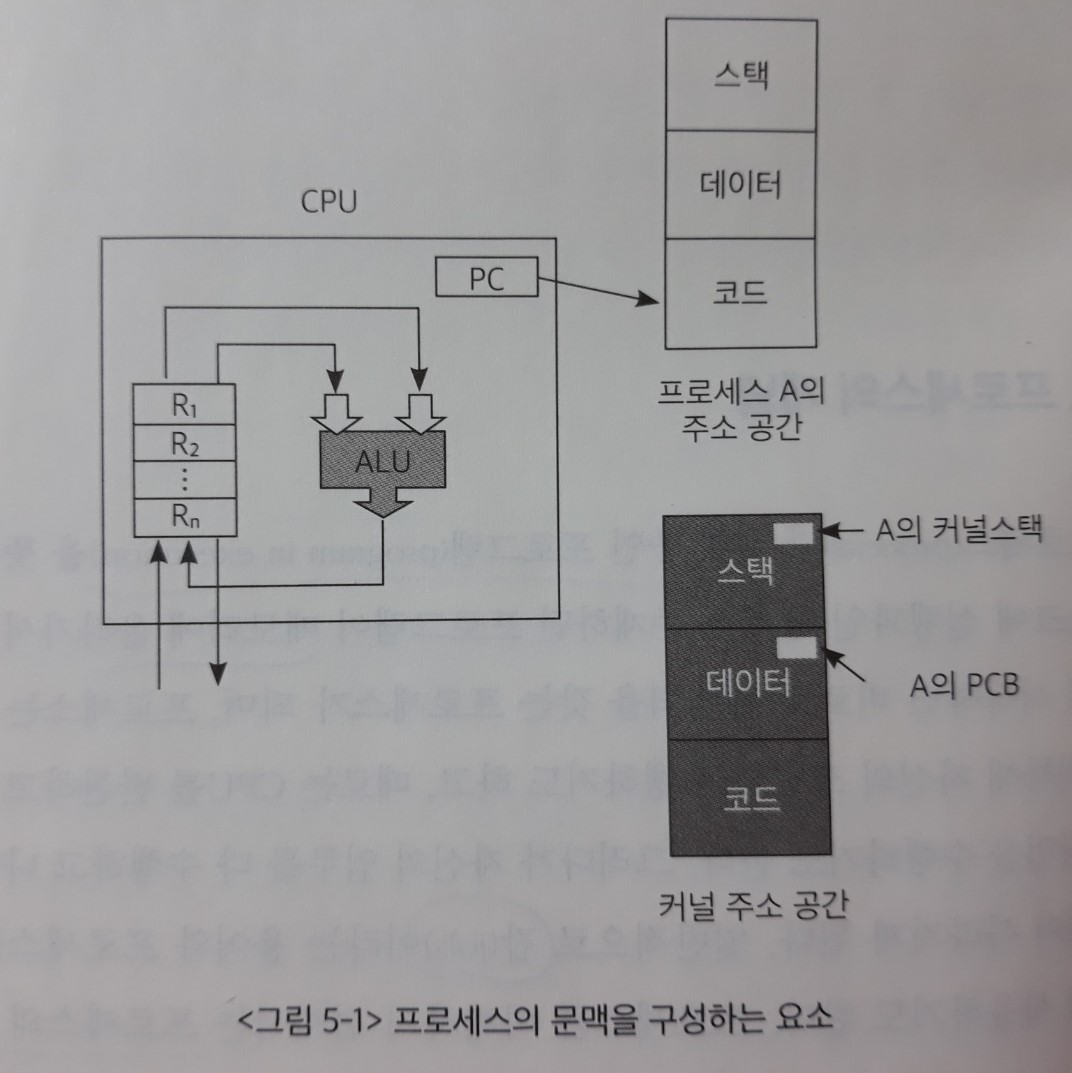 스택
데이터
코드
프로세스 A의
주소 공간
CPU
PC
R₁
R₂
⋮
Rₙ
ALU
스택
데이터
코드
A의 커널스택
A의 PCB
커널 주소 공간
<그림 5-1> 프로세스의 문맥을 구성하는 요소